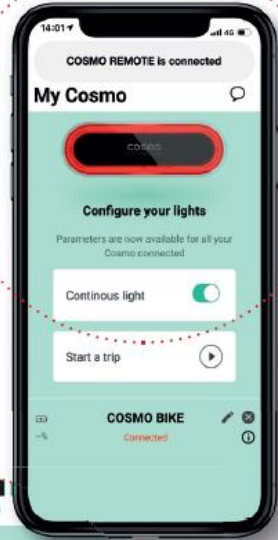 14:01
4G
COSMO REMOTE is connected
My Cosmo
COSMO
Configure your lights
Parameters are now available for all your
Cosmo connected
Continous light
Start a trip
COSMO BIKE
Connected